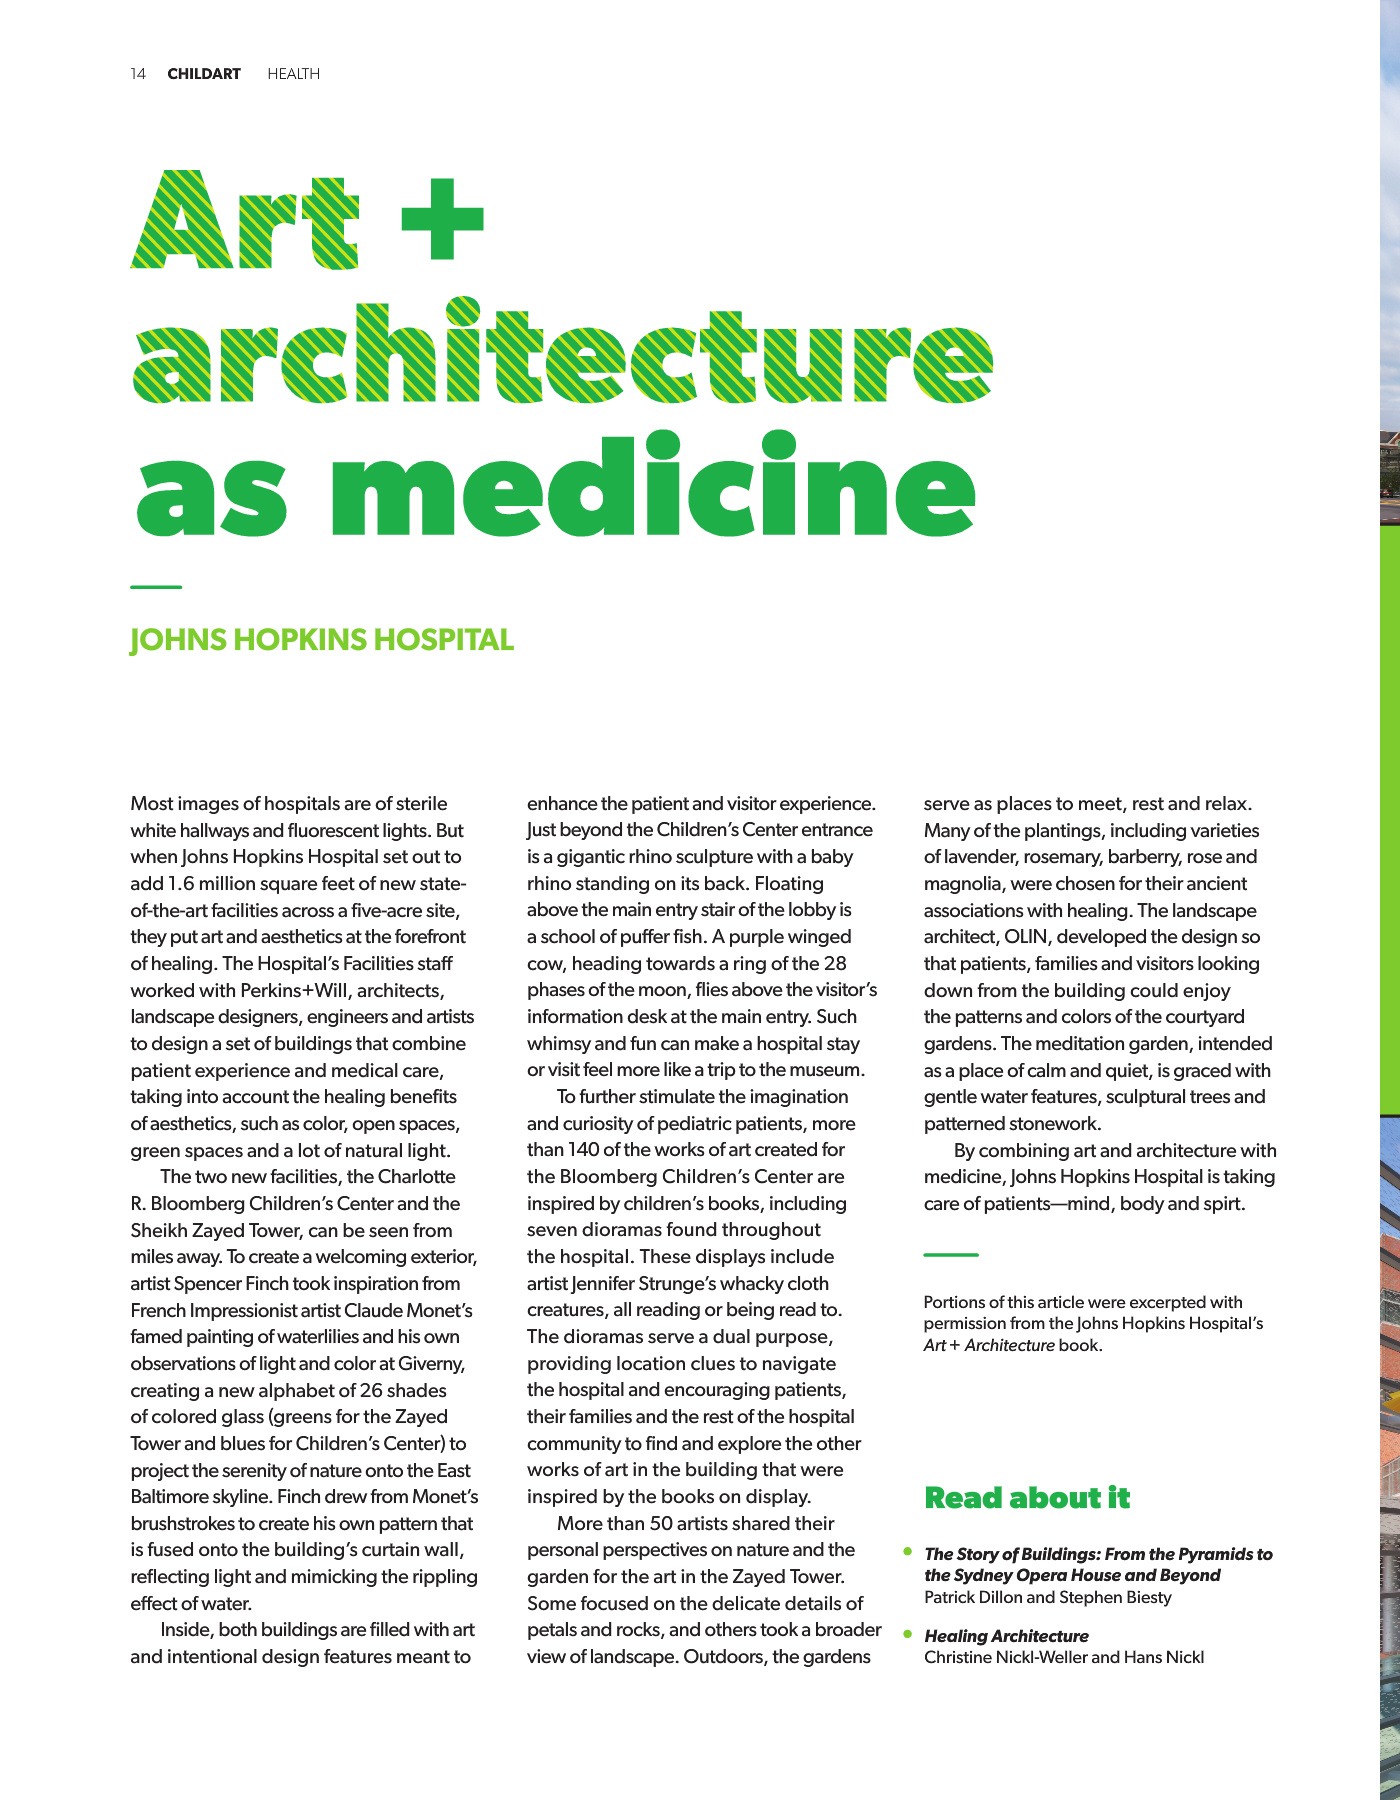 14 CHILDART HEALTH
Art +
architecture
as medicine
JOHNS HOPKINS HOSPITAL
Most images of hospitals are of sterile
white hallways and fluorescent lights. But
when Johns Hopkins Hospital set out to
add 1.6 million square feet of new state-
of-the-art facilities across a five-acre site,
they put art and aesthetics at the forefront
of healing. The Hospital’s Facilities staff
worked with Perkins+Will, architects,
landscape designers, engineers and artists
to design a set of buildings that combine
patient experience and medical care,
taking into account the healing benefits
of aesthetics, such as color, open spaces,
green spaces and a lot of natural light.
The two new facilities, the Charlotte
R. Bloomberg Children’s Center and the
Sheikh Zayed Tower, can be seen from
miles away. To create a welcoming exterior,
artist Spencer Finch took inspiration from
French Impressionist artist Claude Monet’s
famed painting of waterlilies and his own
observations of light and color at Giverny,
creating a new alphabet of 26 shades
of colored glass (greens for the Zayed
Tower and blues for Children’s Center) to
project the serenity of nature onto the East
Baltimore skyline. Finch drew from Monet’s
brushstrokes to create his own pattern that
is fused onto the building’s curtain wall,
reflecting light and mimicking the rippling
effect of water.
Inside, both buildings are filled with art
and intentional design features meant to
enhance the patient and visitor experience.
Just beyond the Children’s Center entrance
is a gigantic rhino sculpture with a baby
rhino standing on its back. Floating
above the main entry stair of the lobby is
a school of puffer fish. A purple winged
cow, heading towards a ring of the 28
phases of the moon, flies above the visitor’s
information desk at the main entry. Such
whimsy and fun can make a hospital stay
or visit feel more like a trip to the museum.
To further stimulate the imagination
and curiosity of pediatric patients, more
than 140 of the works of art created for
the Bloomberg Children’s Center are
inspired by children’s books, including
seven dioramas found throughout
the hospital. These displays include
artist Jennifer Strunge’s whacky cloth
creatures, all reading or being read to.
The dioramas serve a dual purpose,
providing location clues to navigate
the hospital and encouraging patients,
their families and the rest of the hospital
community to find and explore the other
works of art in the building that were
inspired by the books on display.
More than 50 artists shared their
personal perspectives on nature and the
garden for the art in the Zayed Tower.
Some focused on the delicate details of
petals and rocks, and others took a broader
view of landscape. Outdoors, the gardens
serve as places to meet, rest and relax.
Many of the plantings, including varieties
of lavender, rosemary, barberry, rose and
magnolia, were chosen for their ancient
associations with healing. The landscape
architect, OLIN, developed the design so
that patients, families and visitors looking
down from the building could enjoy
the patterns and colors of the courtyard
gardens. The meditation garden, intended
as a place of calm and quiet, is graced with
gentle water features, sculptural trees and
patterned stonework.
By combining art and architecture with
medicine, Johns Hopkins Hospital is taking
care of patients—mind, body and spirt.
Portions of this article were excerpted with
permission from the Johns Hopkins Hospital’s
Art + Architecture book.
Read about it
• The Story of Buildings: From the Pyramids to
the Sydney Opera House and Beyond
Patrick Dillon and Stephen Biesty
• Healing Architecture
Christine Nickl-Weller and Hans Nickl